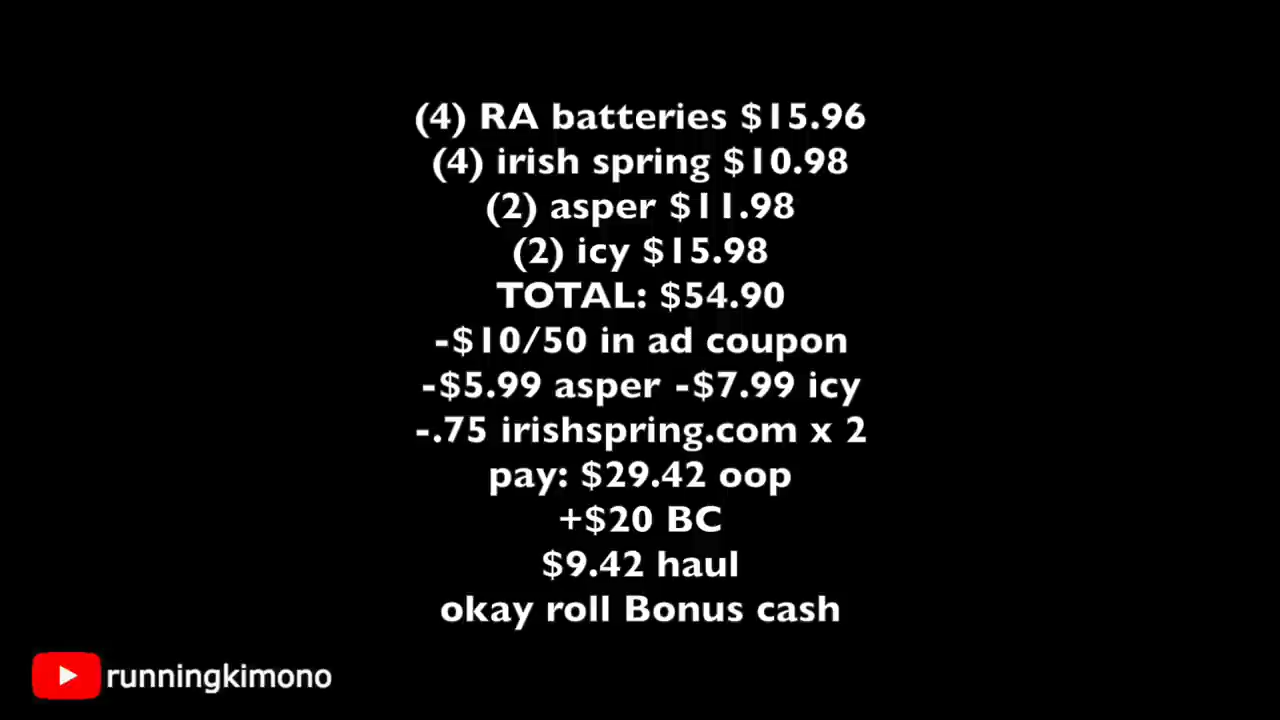 (4) RA batteries $15.96
(4) irish spring $10.98
(2) asper $11.98
(2) icy $15.98
TOTAL: $54.90
-$10/50 in ad coupon
-$5.99 asper -$7.99 icy
-.75 irishspring.com x 2
pay: $29.42 oop
+$20 BC
$9.42 haul
okay roll Bonus cash
runningkimono